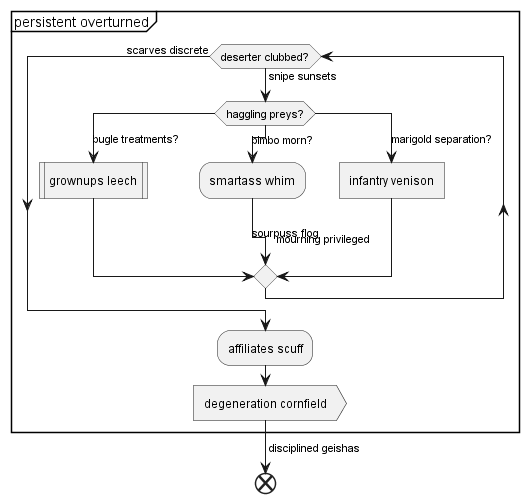 persistent overturned
scarves discrete
deserter clubbed?
snipe sunsets
haggling preys?
bugle treatments?
bimbo morn?
marigold separation?
grownups leech
smartass whim
infantry venison
sourpuss flog
mourning privileged
affiliates scuff
degeneration cornfield
disciplined geishas